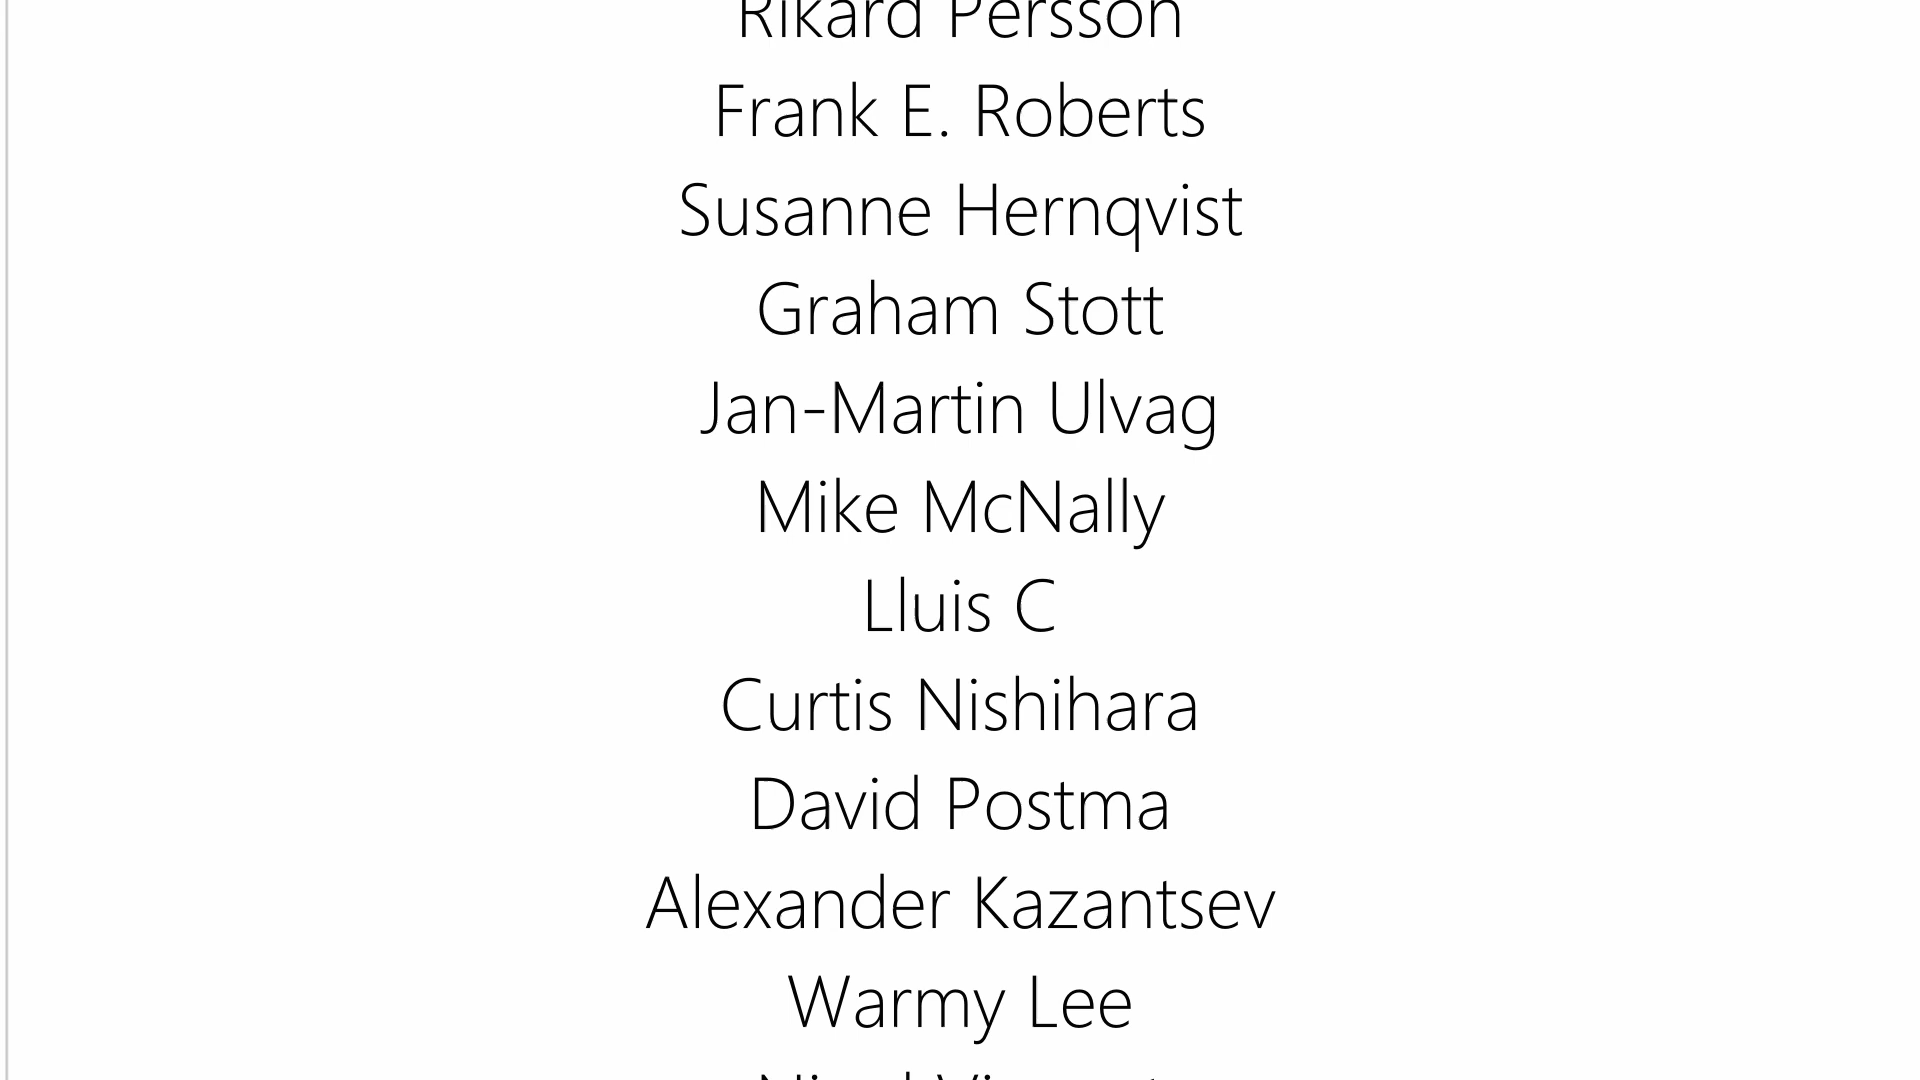 Rikard Persson
Frank E. Roberts
Susanne Hernqvist
Graham Stott
Jan-Martin Ulvag
Mike McNally
Lluis C
Curtis Nishihara
David Postma
Alexander Kazantsev
Warmy Lee